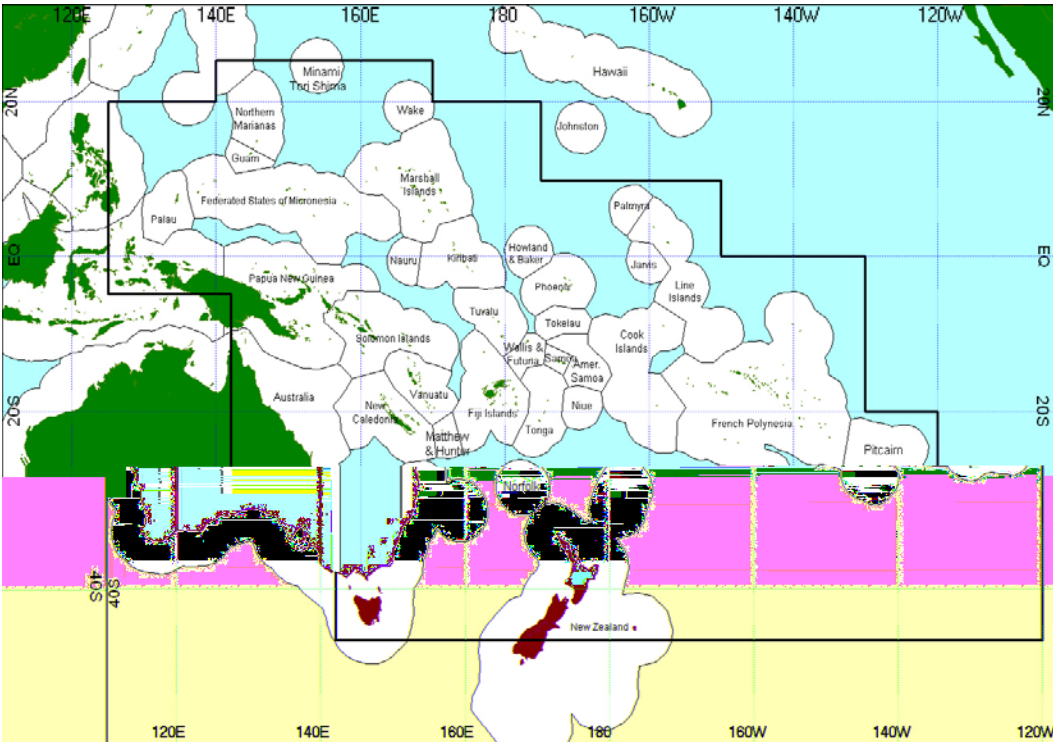 120E 140E 160E 180 160W 140W 120W
Minami
Tori Shima
Hawaii
20N
20N
Wake
Northern
Marianas
Johnston
Guam
Marshall
Islands
Federated States of Micronesia
Palau
Palmyra
EQ
EQ
Nauru
Kiribati
Howland
& Baker
Jarvis
Papua New Guinea
Phoenix
Line
Islands
Tuvalu
Tokelau
Solomon Islands
Cook
Islands
Wallis &
Futuna
Samoa
Amer.
Samoa
Australia
Vanuatu
New
Caledonia
Fiji Islands
Niue
20S
20S
French Polynesia
Tonga
Matthew
& Hunter
Pitcairn
Norfolk
40S
40S
New Zealand
120E 140E 160E 180 160W 140W 120W